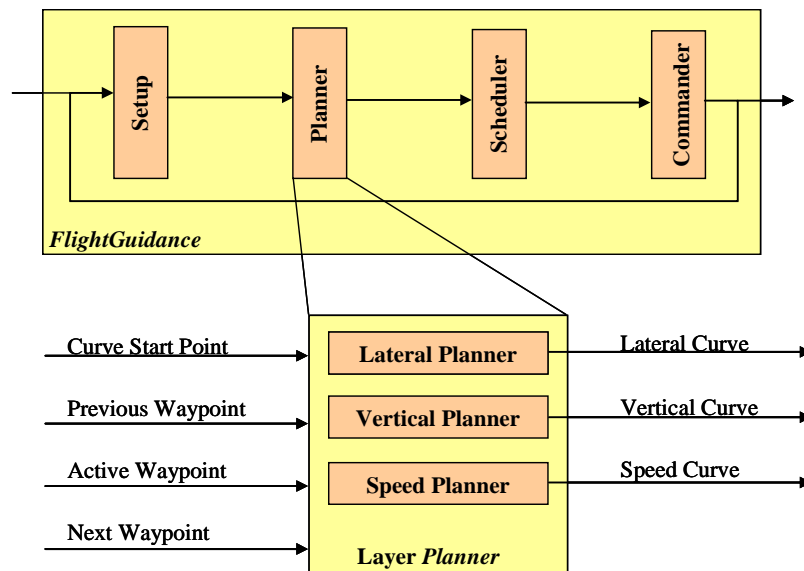 Setup
Planner
Scheduler
Commander
FlightGuidance
Curve Start Point
Lateral Planner
Lateral Curve
Previous Waypoint
Vertical Planner
Vertical Curve
Active Waypoint
Speed Planner
Speed Curve
Next Waypoint
Layer Planner